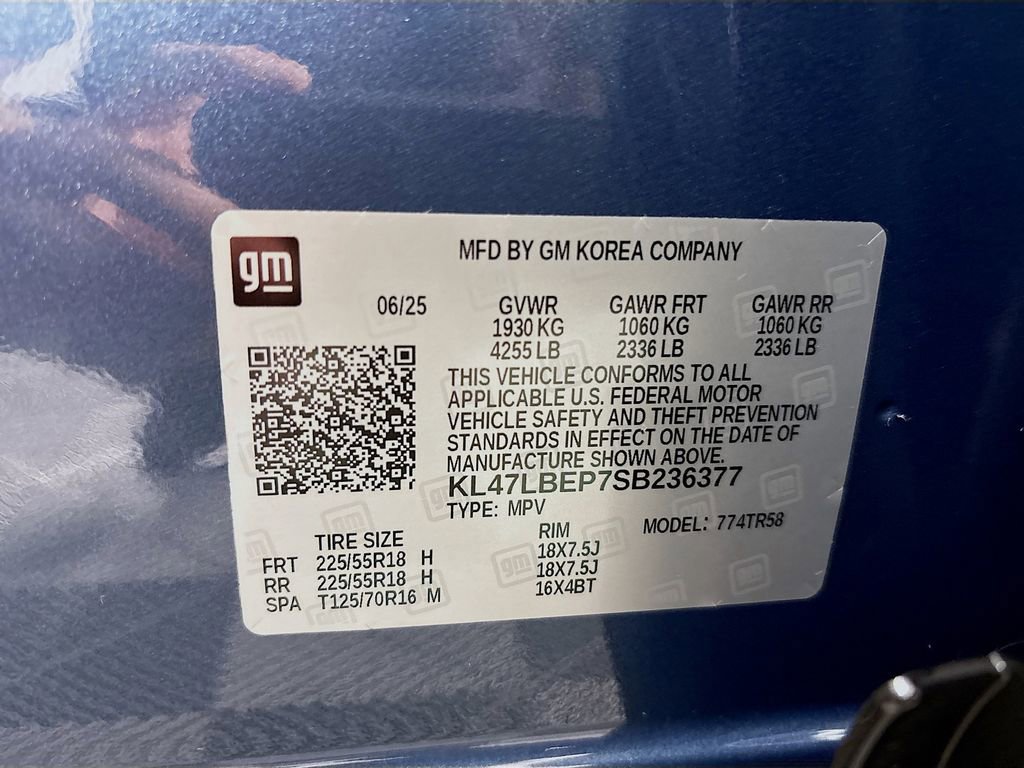 gm
MFD BY GM KOREA COMPANY
06/25 GVWR GAWR FRT GAWR RR
1930 KG 1060 KG 1060 KG
4255 LB 2336 LB 2336 LB
THIS VEHICLE CONFORMS TO ALL
APPLICABLE U.S. FEDERAL MOTOR
VEHICLE SAFETY AND THEFT PREVENTION
STANDARDS IN EFFECT ON THE DATE OF
MANUFACTURE SHOWN ABOVE.
KL47LBEP7SB236377
TYPE: MPV
MODEL: 774TR58
TIRE SIZE RIM
FRT 225/55R18 H 18X7.5J
RR 225/55R18 H 18X7.5J
SPA T125/70R16 M 16X4BT